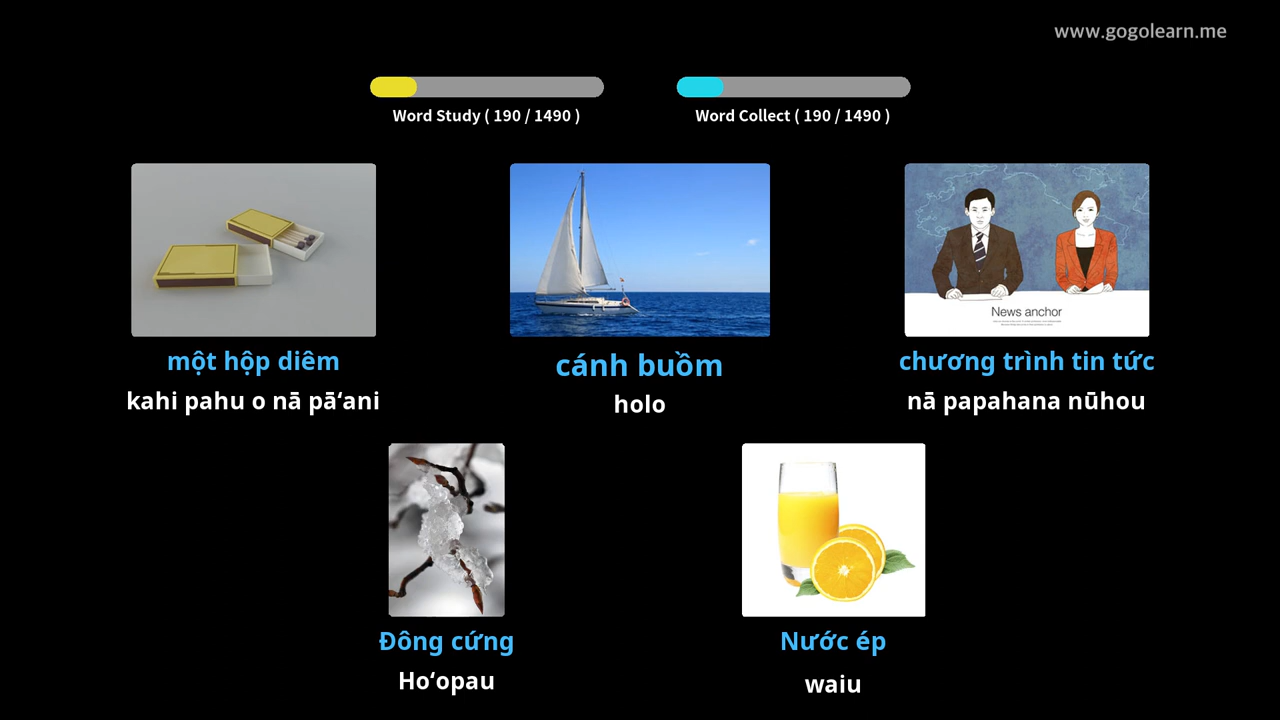 www.gogolearn.me
Word Study ( 190 / 1490 )
Word Collect ( 190 / 1490 )
News anchor
một hộp diêm
kahi pahu o nā pāʻani
cánh buồm
holo
chương trình tin tức
nā papahana nūhou
Đông cứng
Hoʻopau
Nước ép
waiu